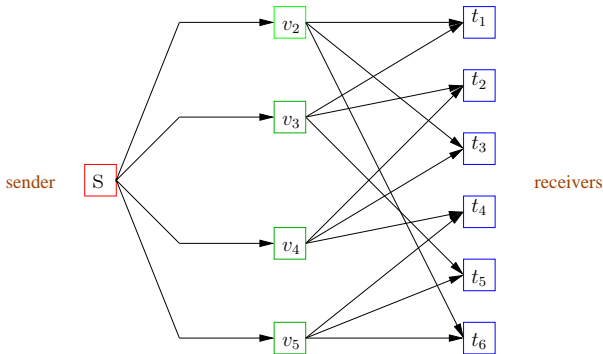 sender
S
v₂
v₃
v₄
v₅
t₁
t₂
t₃
t₄
t₅
t₆
receivers